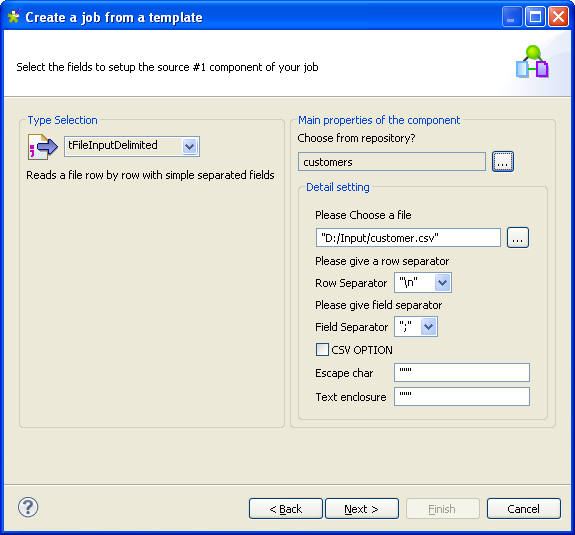 Create a job from a template
Select the fields to setup the source #1 component of your job
Type Selection
tFileInputDelimited
Reads a file row by row with simple separated fields
Main properties of the component
Choose from repository?
customers
...
Detail setting
Please Choose a file
"D:/Input/customer.csv"
...
Please give a row separator
Row Separator "\n"
Please give field separator
Field Separator ";"
CSV OPTION
Escape char """
Text enclosure """
?
< Back
Next >
Finish
Cancel